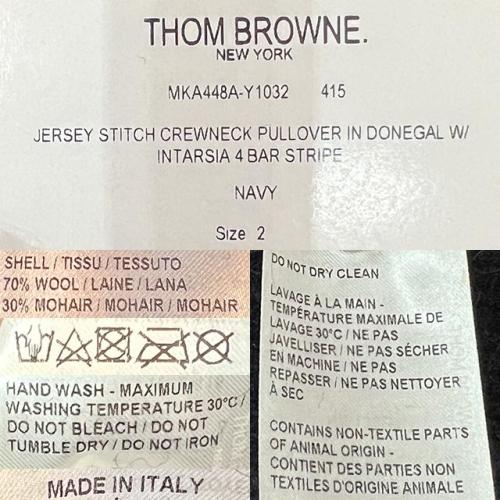 THOM BROWNE.
NEW YORK
MKA448A-Y1032 415
JERSEY STITCH CREWNECK PULLOVER IN DONEGAL W/
INTARSIA 4 BAR STRIPE
NAVY
Size 2
SHELL / TISSU / TESSUTO
70% WOOL / LAINE / LANA
30% MOHAIR / MOHAIR / MOHAIR
HAND WASH - MAXIMUM
WASHING TEMPERATURE 30°C /
DO NOT BLEACH / DO NOT
TUMBLE DRY / DO NOT IRON
MADE IN ITALY
DO NOT DRY CLEAN
LAVAGE À LA MAIN -
TEMPÉRATURE MAXIMALE DE
LAVAGE 30°C / NE PAS
JAVELLISER / NE PAS SÉCHER
EN MACHINE / NE PAS
REPASSER / NE PAS NETTOYER
À SEC
CONTAINS NON-TEXTILE PARTS
OF ANIMAL ORIGIN -
CONTIENT DES PARTIES NON
TEXTILES D'ORIGINE ANIMALE